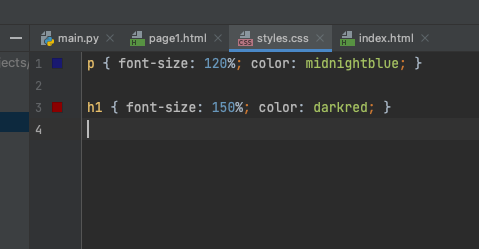 main.py page1.html styles.css index.html
jects/
1 p { font-size: 120%; color: midnightblue; }
2
3 h1 { font-size: 150%; color: darkred; }
4